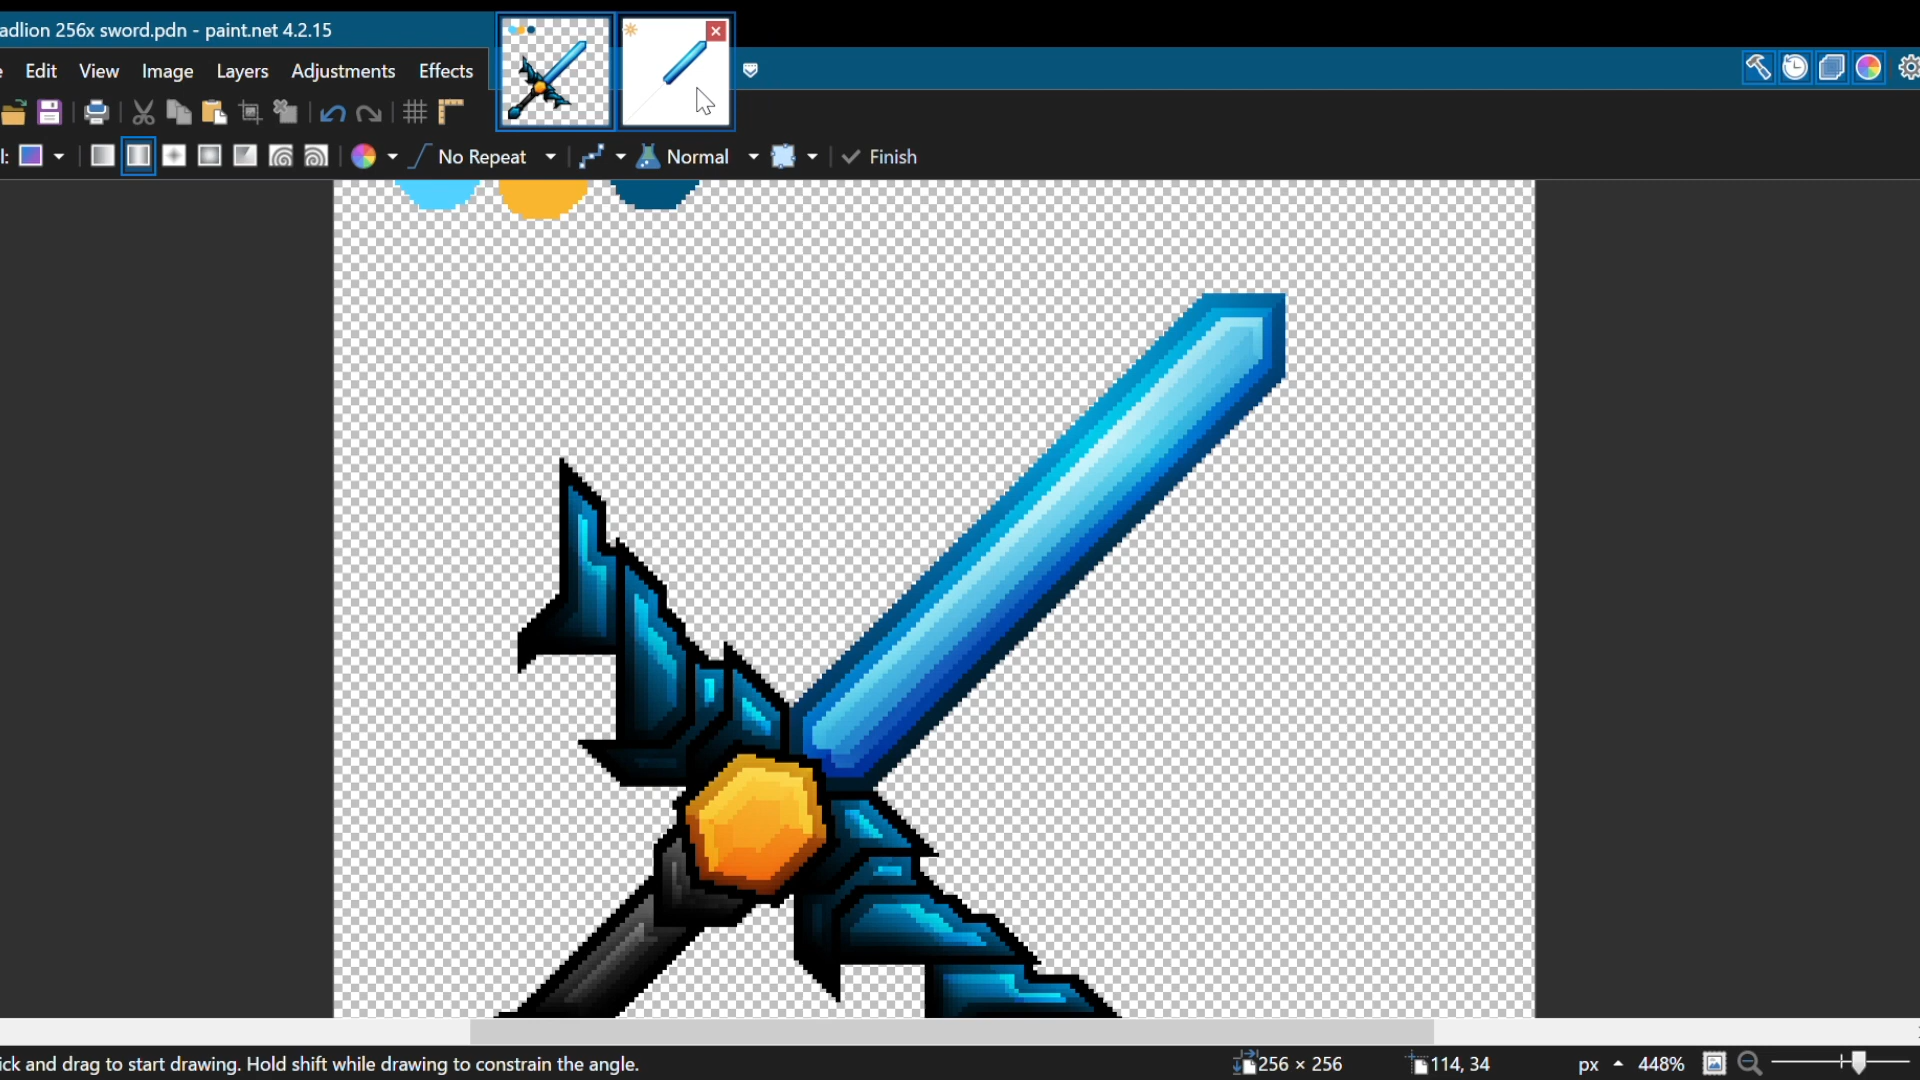 adlion 256x sword.pdn - paint.net 4.2.15
Edit View Image Layers Adjustments Effects
No Repeat Normal Finish
ick and drag to start drawing. Hold shift while drawing to constrain the angle. 256 × 256 114, 34 px 448%